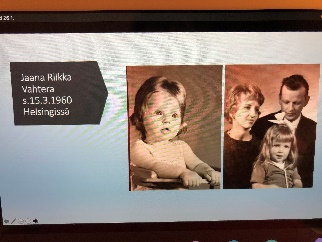 Jaana Riikka
Vahtera
s.15.3.1960
Helsingissä